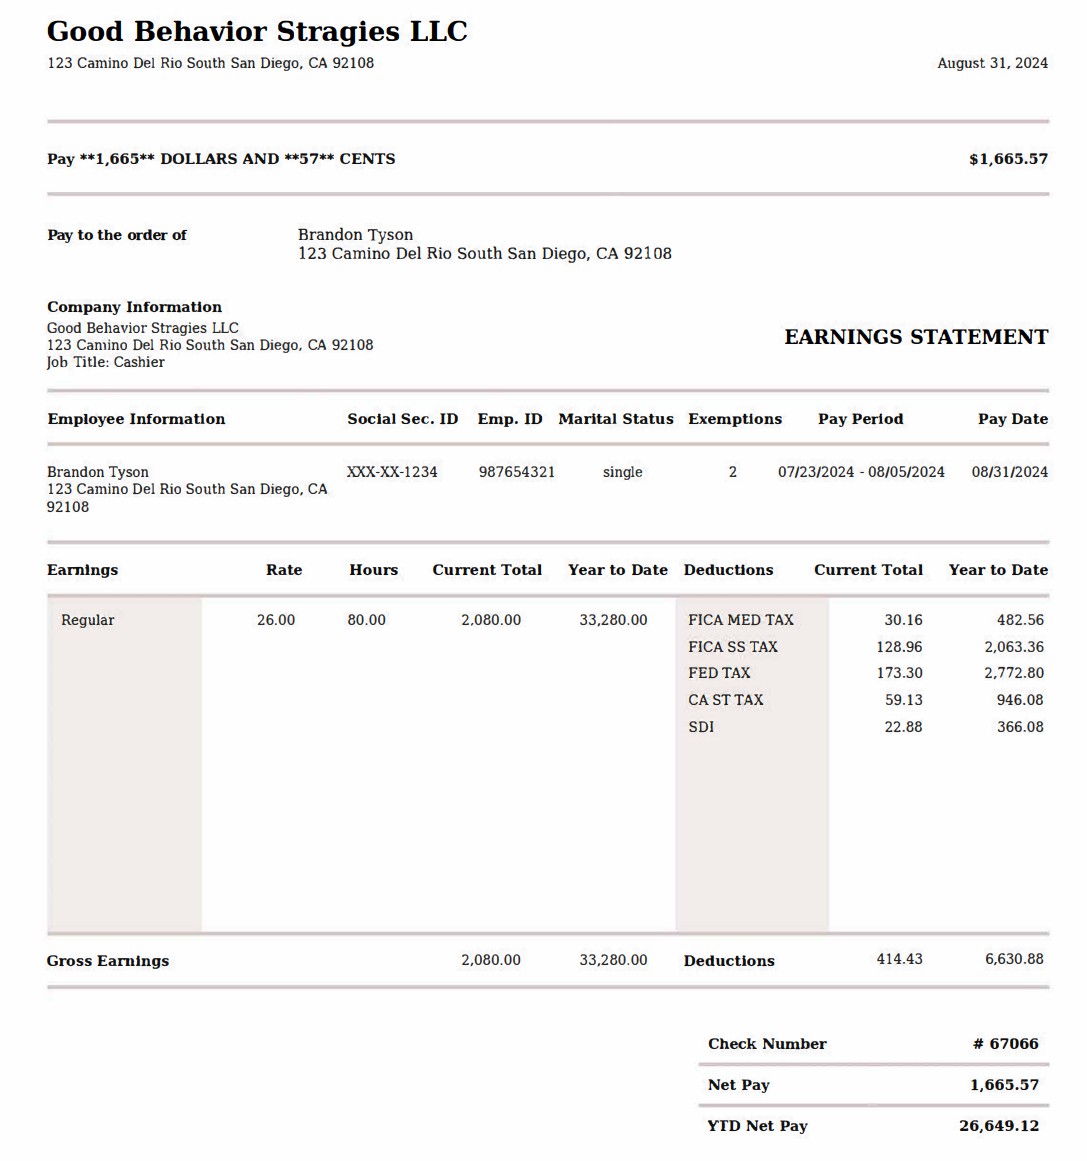 Good Behavior Stragies LLC
123 Camino Del Rio South San Diego, CA 92108 August 31, 2024
Pay **1,665** DOLLARS AND **57** CENTS $1,665.57
Pay to the order of Brandon Tyson
123 Camino Del Rio South San Diego, CA 92108
Company Information
Good Behavior Stragies LLC
123 Camino Del Rio South San Diego, CA 92108
Job Title: Cashier
EARNINGS STATEMENT
Employee Information Social Sec. ID Emp. ID Marital Status Exemptions Pay Period Pay Date
Brandon Tyson XXX-XX-1234 987654321 single 2 07/23/2024 - 08/05/2024 08/31/2024
123 Camino Del Rio South San Diego, CA
92108
Earnings Rate Hours Current Total Year to Date Deductions Current Total Year to Date
Regular 26.00 80.00 2,080.00 33,280.00 FICA MED TAX 30.16 482.56
FICA SS TAX 128.96 2,063.36
FED TAX 173.30 2,772.80
CA ST TAX 59.13 946.08
SDI 22.88 366.08
Gross Earnings 2,080.00 33,280.00 Deductions 414.43 6,630.88
Check Number # 67066
Net Pay 1,665.57
YTD Net Pay 26,649.12